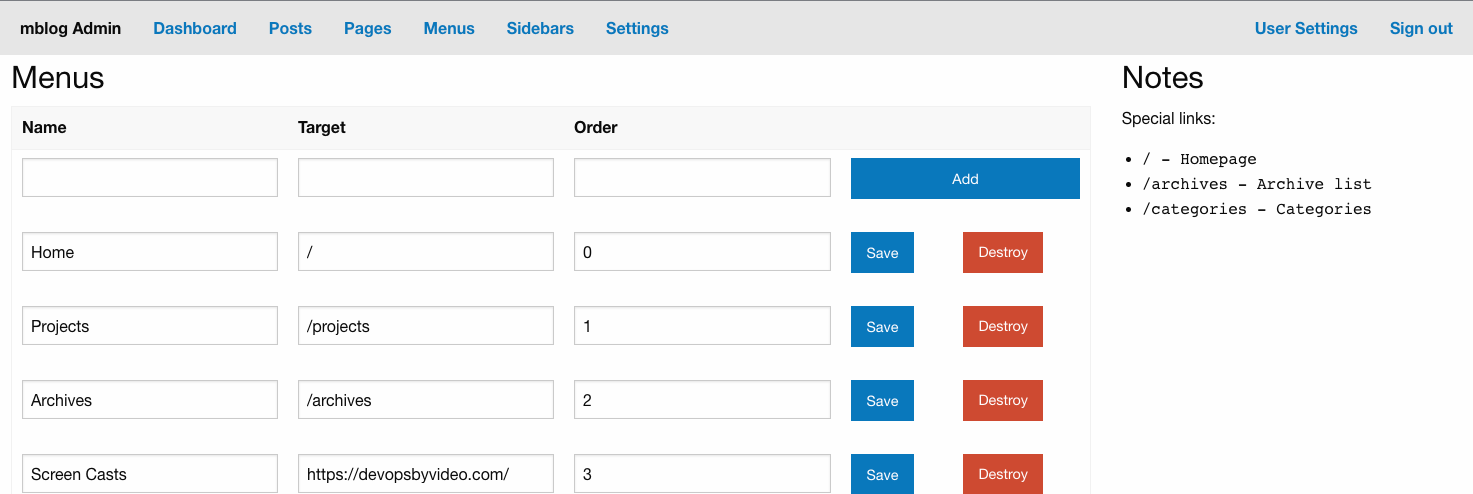 mblog Admin Dashboard Posts Pages Menus Sidebars Settings User Settings Sign out
Menus
Name Target Order
Add
Home / 0 Save Destroy
Projects /projects 1 Save Destroy
Archives /archives 2 Save Destroy
Screen Casts https://devopsbyvideo.com/ 3 Save Destroy
Notes
Special links:
• / - Homepage
• /archives - Archive list
• /categories - Categories